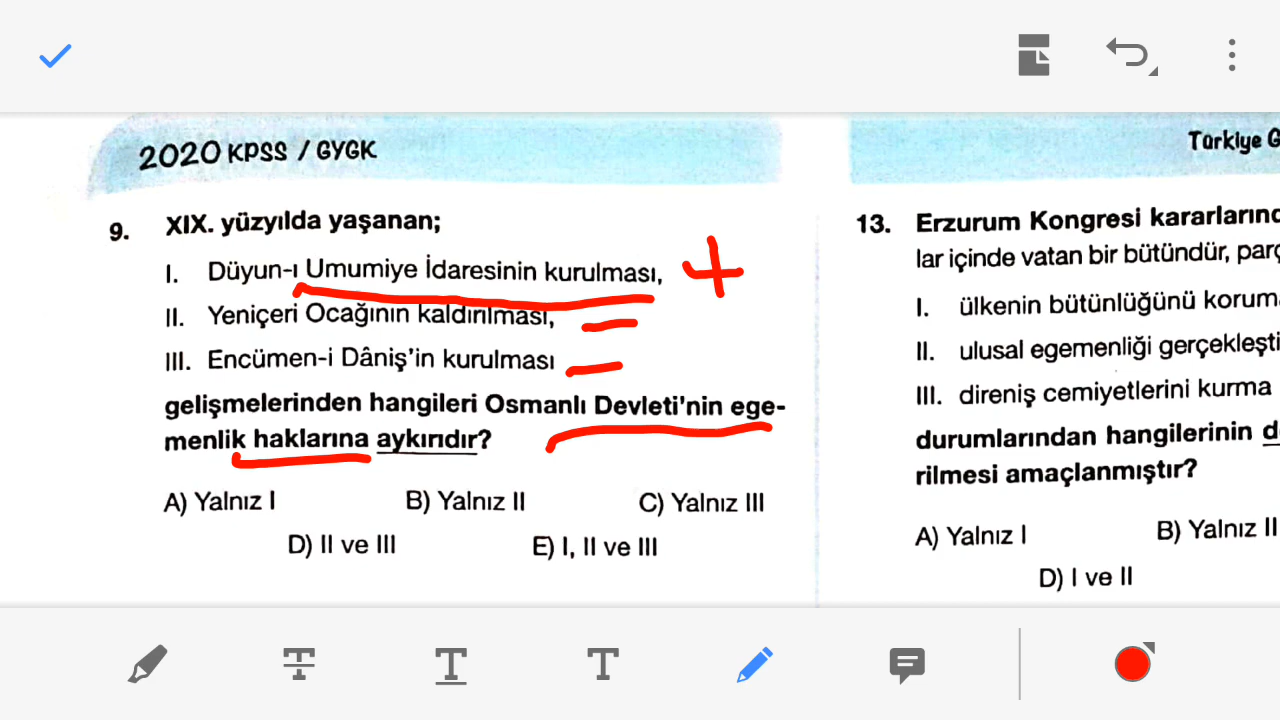 2020 KPSS / GYGK
9. XIX. yüzyılda yaşanan;
I. Düyun-ı Umumiye İdaresinin kurulması,
II. Yeniçeri Ocağının kaldırılması,
III. Encümen-i Dâniş'in kurulması
gelişmelerinden hangileri Osmanlı Devleti'nin ege-
menlik haklarına aykırıdır?
A) Yalnız I B) Yalnız II C) Yalnız III
D) II ve III E) I, II ve III
Türkiye G
13. Erzurum Kongresi kararlarınd
lar içinde vatan bir bütündür, parç
I. ülkenin bütünlüğünü koruma
II. ulusal egemenliği gerçekleşti
III. direniş cemiyetlerini kurma
durumlarından hangilerinin d
rilmesi amaçlanmıştır?
A) Yalnız I B) Yalnız II
D) I ve II
T T T